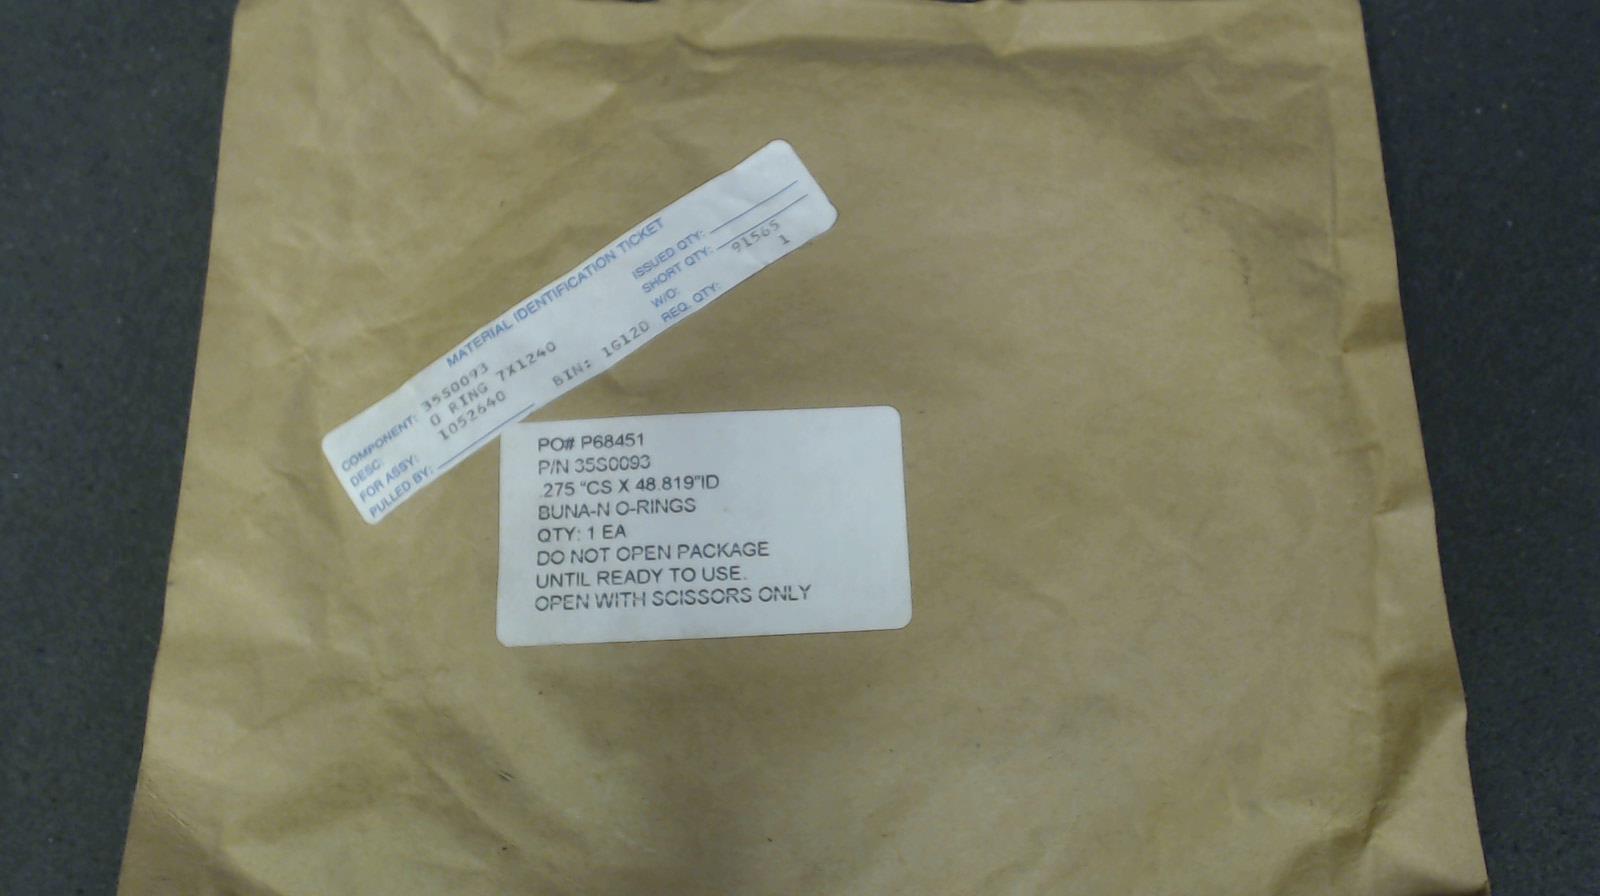 MATERIAL IDENTIFICATION TICKET
COMPONENT: 35S0093
DESC: O RING 7X1240
FOR ASSY: 1052640 BIN: 1G12D
PULLED BY:
ISSUED QTY:
SHORT QTY:
W/O: 91565
REQ. QTY: 1
PO# P68451
P/N 35S0093
.275 "CS X 48.819"ID
BUNA-N O-RINGS
QTY: 1 EA
DO NOT OPEN PACKAGE
UNTIL READY TO USE.
OPEN WITH SCISSORS ONLY